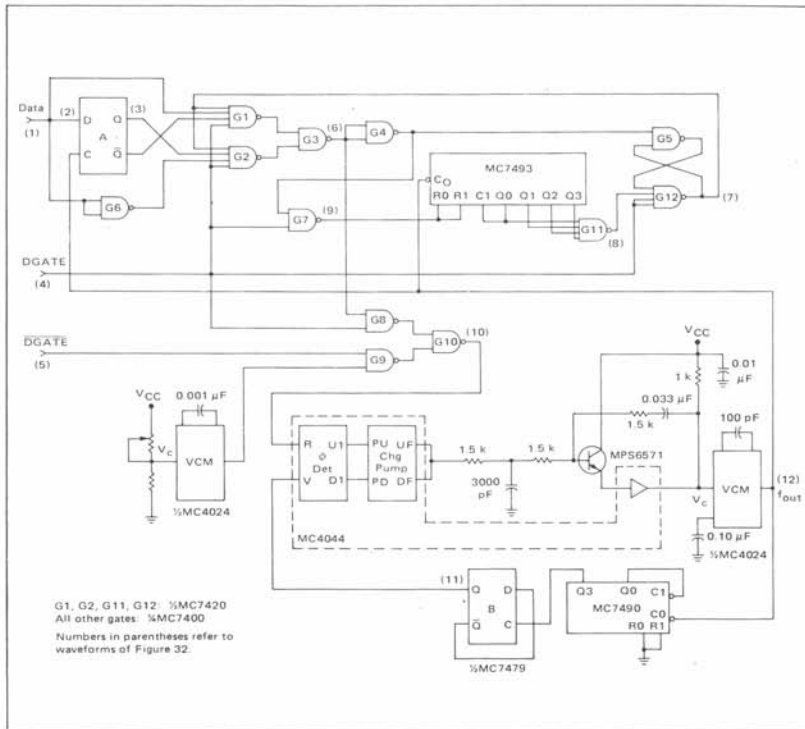 Data
(1)
(2)
D
Q
(3)
A
C
Q̅
G1
G2
G3
(6)
G4
G5
G6
G7
(9)
MC7493
C0
R0 R1 C1 Q0 Q1 Q2 Q3
G11
(8)
G12
(7)
DGATE
(4)
D̅G̅A̅T̅E̅
(5)
G8
G9
G10
(10)
VCC
Vc
0.001 µF
VCM
½MC4024
R
V
ϕ
Det
U1
D1
PU
PD
Chg
Pump
UF
DF
MC4044
1.5 k
3000
pF
1.5 k
1.5 k
0.033 µF
MPS6571
VCC
1 k
0.01
µF
100 pF
VCM
(12)
fout
Vc
0.10 µF
½MC4024
(11)
Q
D
B
Q̅
C
½MC7479
Q3
Q0
C1
MC7490
C0
R0 R1
G1, G2, G11, G12: ½MC7420
All other gates: ¼MC7400
Numbers in parentheses refer to
waveforms of Figure 32.